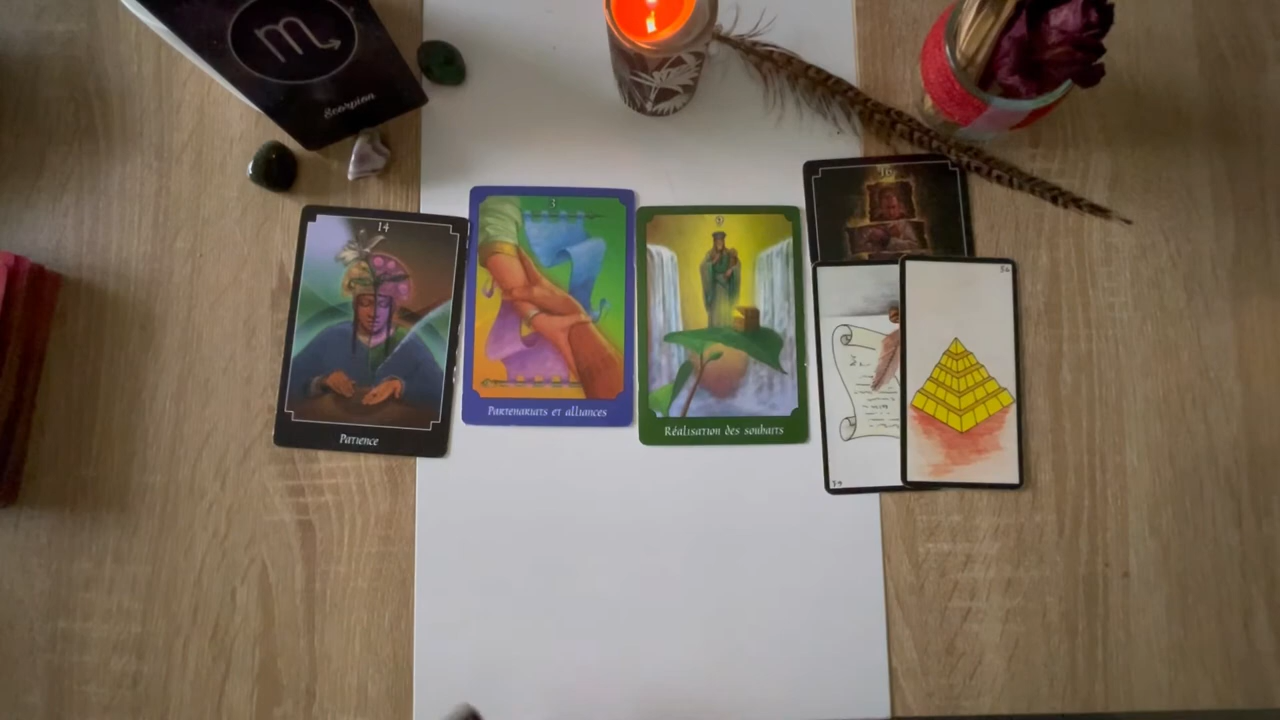 Scorpion
14
Patience
3
Partenariats et alliances
9
Réalisation des souhaits
16